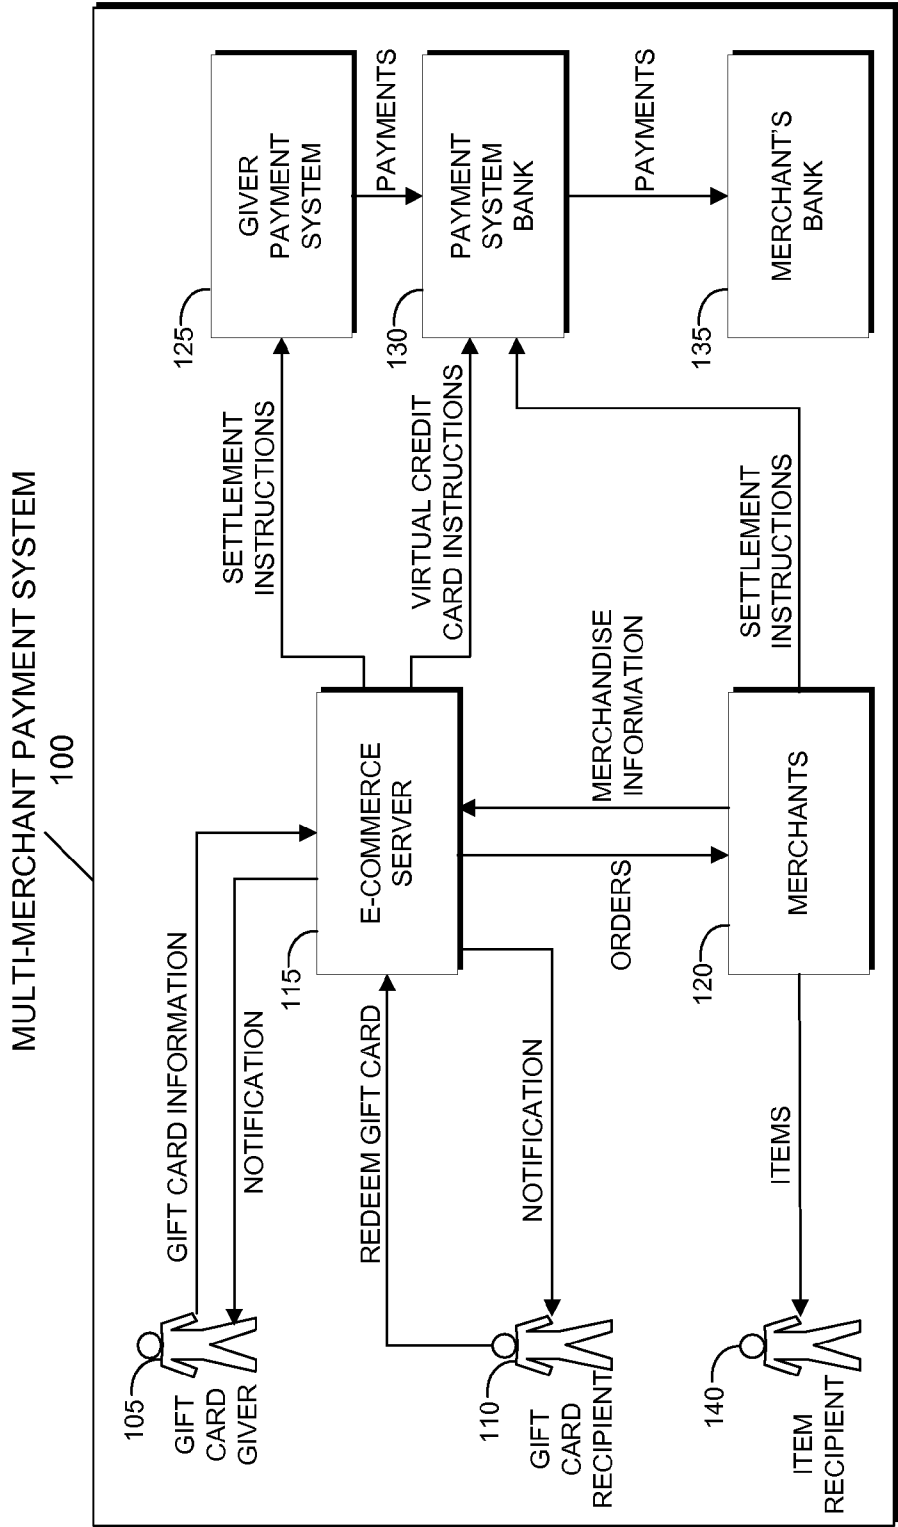 MULTI-MERCHANT PAYMENT SYSTEM
100
105
GIFT
CARD
GIVER
GIFT CARD INFORMATION
NOTIFICATION
110
GIFT
CARD
RECIPIENT
REDEEM GIFT CARD
NOTIFICATION
140
ITEM
RECIPIENT
ITEMS
115
E-COMMERCE
SERVER
ORDERS
MERCHANDISE
INFORMATION
120
MERCHANTS
SETTLEMENT
INSTRUCTIONS
VIRTUAL CREDIT
CARD INSTRUCTIONS
SETTLEMENT
INSTRUCTIONS
125
GIVER
PAYMENT
SYSTEM
PAYMENTS
130
PAYMENT
SYSTEM
BANK
PAYMENTS
135
MERCHANT'S
BANK